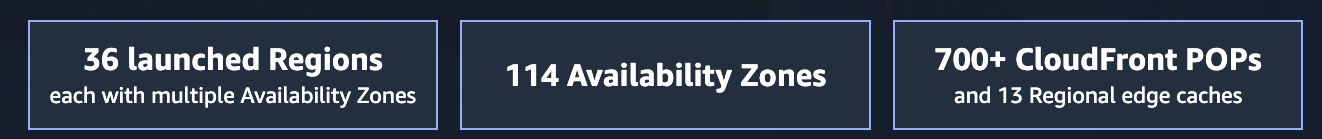 36 launched Regions
each with multiple Availability Zones
114 Availability Zones
700+ CloudFront POPs
and 13 Regional edge caches